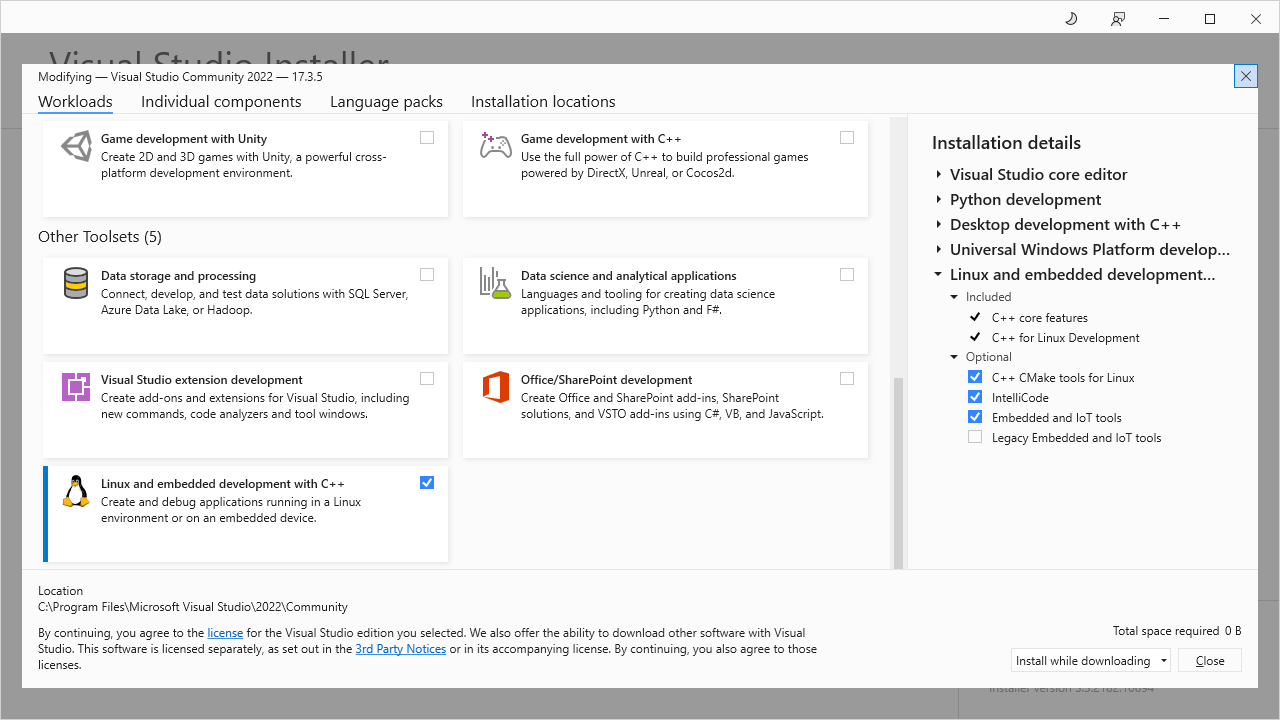 Visual Studio Installer
Modifying — Visual Studio Community 2022 — 17.3.5
Workloads
Individual components
Language packs
Installation locations
Game development with Unity
Create 2D and 3D games with Unity, a powerful cross-
platform development environment.
Game development with C++
Use the full power of C++ to build professional games
powered by DirectX, Unreal, or Cocos2d.
Other Toolsets (5)
Data storage and processing
Connect, develop, and test data solutions with SQL Server,
Azure Data Lake, or Hadoop.
Data science and analytical applications
Languages and tooling for creating data science
applications, including Python and F#.
Visual Studio extension development
Create add-ons and extensions for Visual Studio, including
new commands, code analyzers and tool windows.
Office/SharePoint development
Create Office and SharePoint add-ins, SharePoint
solutions, and VSTO add-ins using C#, VB, and JavaScript.
Linux and embedded development with C++
Create and debug applications running in a Linux
environment or on an embedded device.
Installation details
Visual Studio core editor
Python development
Desktop development with C++
Universal Windows Platform develop...
Linux and embedded development...
Included
C++ core features
C++ for Linux Development
Optional
C++ CMake tools for Linux
IntelliCode
Embedded and IoT tools
Legacy Embedded and IoT tools
Location
C:\Program Files\Microsoft Visual Studio\2022\Community
By continuing, you agree to the license for the Visual Studio edition you selected. We also offer the ability to download other software with Visual
Studio. This software is licensed separately, as set out in the 3rd Party Notices or in its accompanying license. By continuing, you also agree to those
licenses.
Total space required 0 B
Install while downloading
Close
Installer version 3.3.2182.10694